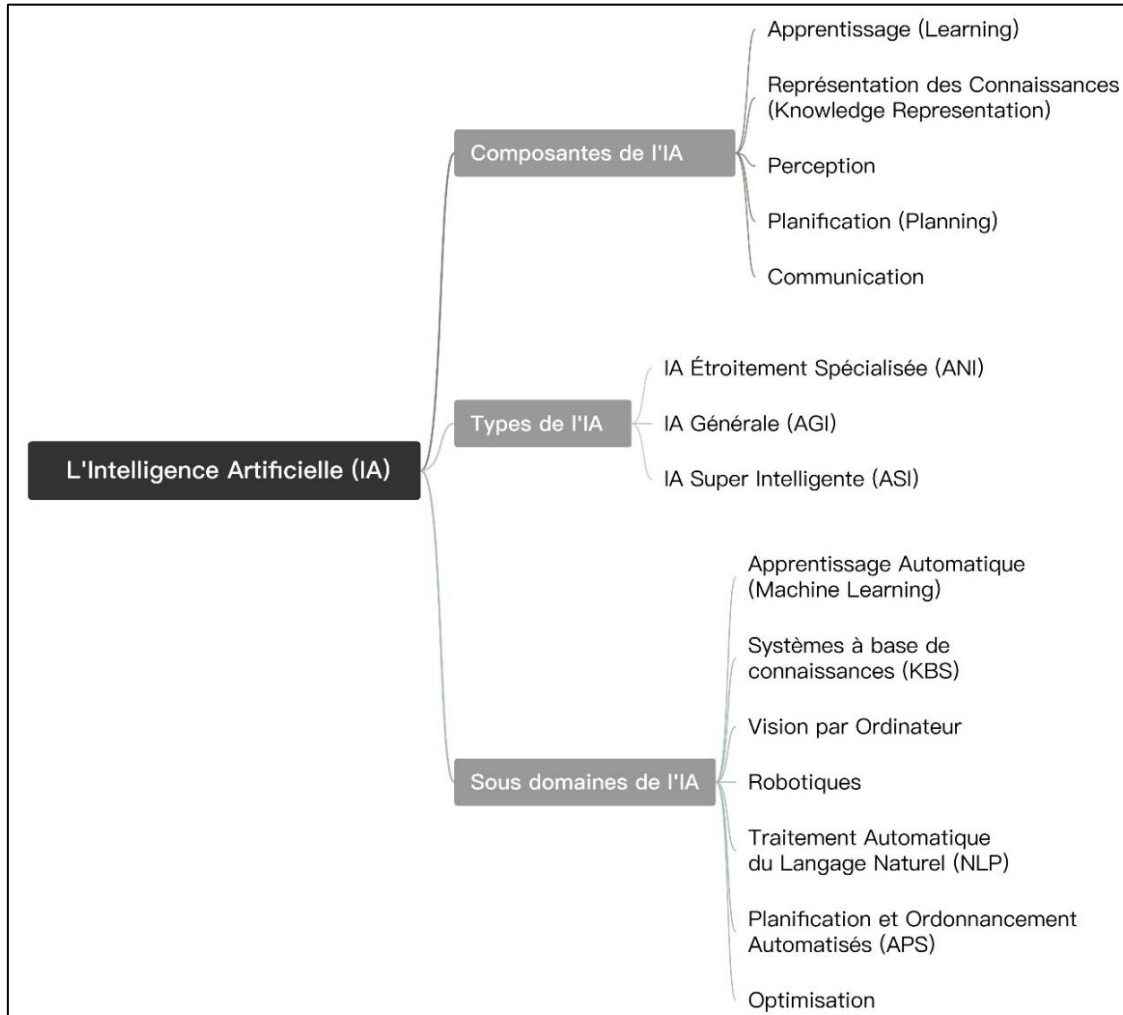 L'Intelligence Artificielle (IA)
Composantes de l'IA
Apprentissage (Learning)
Représentation des Connaissances
(Knowledge Representation)
Perception
Planification (Planning)
Communication
Types de l'IA
IA Étroitement Spécialisée (ANI)
IA Générale (AGI)
IA Super Intelligente (ASI)
Sous domaines de l'IA
Apprentissage Automatique
(Machine Learning)
Systèmes à base de
connaissances (KBS)
Vision par Ordinateur
Robotiques
Traitement Automatique
du Langage Naturel (NLP)
Planification et Ordonnancement
Automatisés (APS)
Optimisation